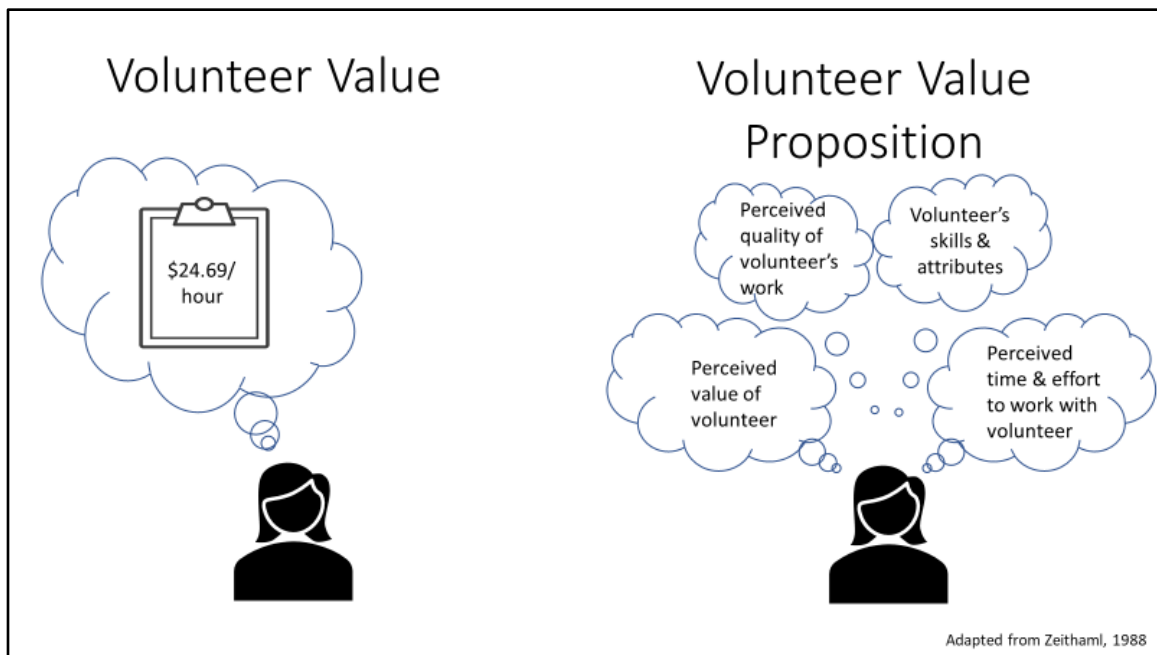 Volunteer Value
$24.69/
hour
Volunteer Value
Proposition
Perceived
quality of
volunteer’s
work
Volunteer’s
skills &
attributes
Perceived
value of
volunteer
Perceived
time & effort
to work with
volunteer
Adapted from Zeithaml, 1988